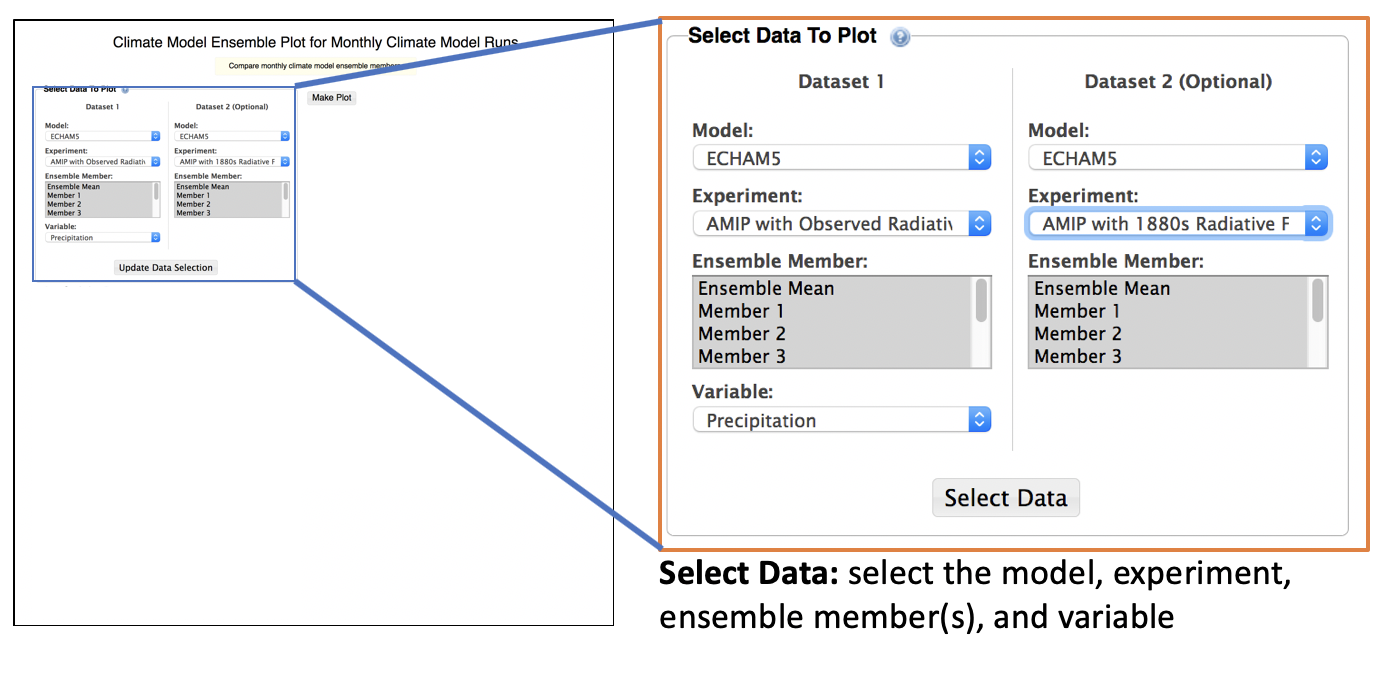 Climate Model Ensemble Plot for Monthly Climate Model Runs
Compare monthly climate model ensemble members
Select Data To Plot
Dataset 1
Dataset 2 (Optional)
Make Plot
Model:
Model:
ECHAM5
ECHAM5
Experiment:
Experiment:
AMIP with Observed Radiativ
AMIP with 1880s Radiative F
Ensemble Member:
Ensemble Member:
Ensemble Mean
Member 1
Member 2
Member 3
Ensemble Mean
Member 1
Member 2
Member 3
Variable:
Precipitation
Update Data Selection
Select Data To Plot ?
Dataset 1
Dataset 2 (Optional)
Model:
Model:
ECHAM5
ECHAM5
Experiment:
Experiment:
AMIP with Observed Radiativ
AMIP with 1880s Radiative F
Ensemble Member:
Ensemble Member:
Ensemble Mean
Member 1
Member 2
Member 3
Ensemble Mean
Member 1
Member 2
Member 3
Variable:
Precipitation
Select Data
Select Data: select the model, experiment,
ensemble member(s), and variable